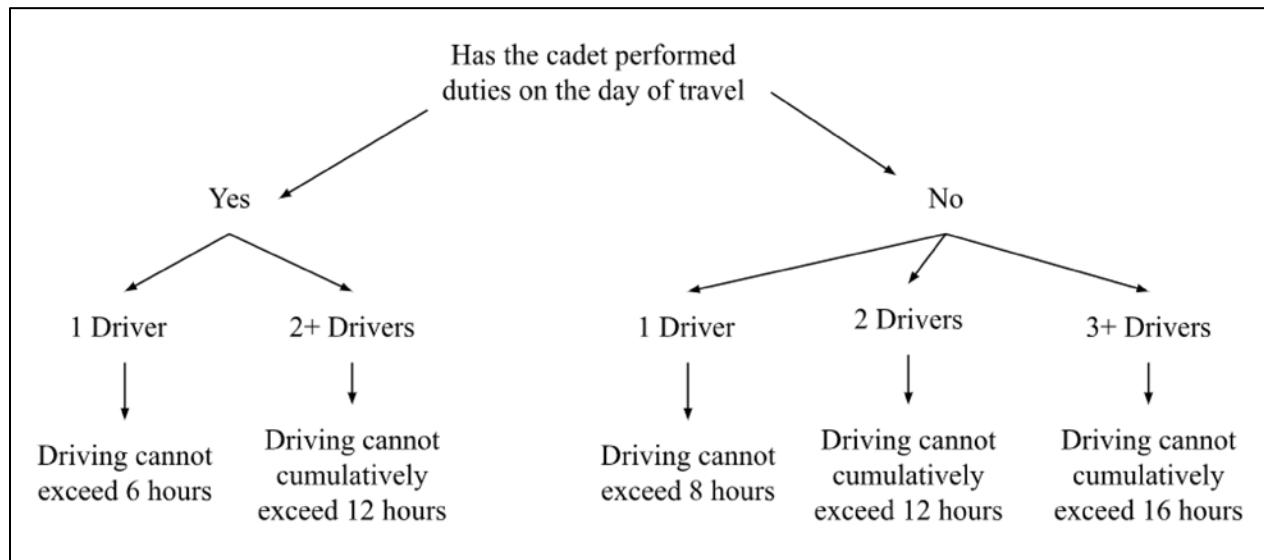 Has the cadet performed
duties on the day of travel
Yes
No
1 Driver
2+ Drivers
1 Driver
2 Drivers
3+ Drivers
Driving cannot
exceed 6 hours
Driving cannot
cumulatively
exceed 12 hours
Driving cannot
exceed 8 hours
Driving cannot
cumulatively
exceed 12 hours
Driving cannot
cumulatively
exceed 16 hours